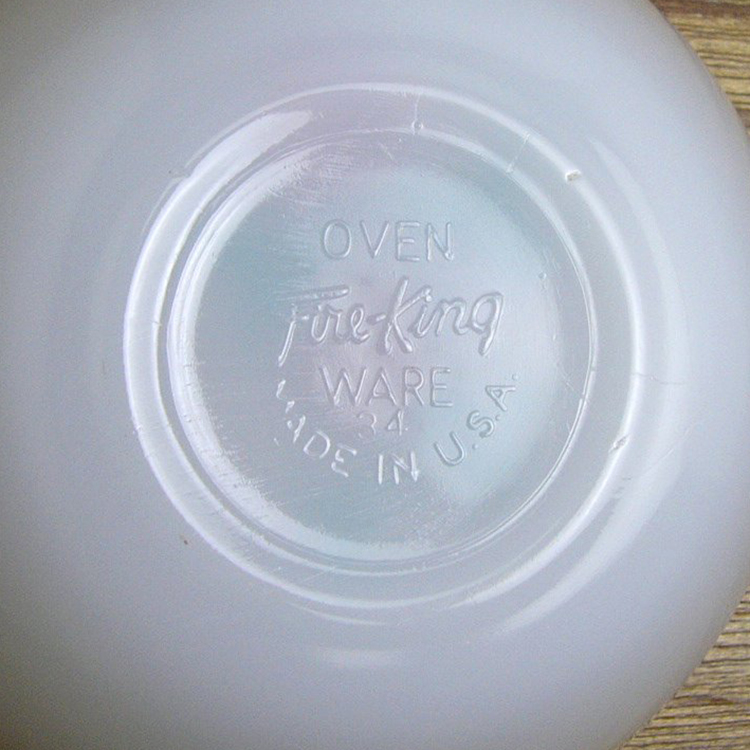 OVEN
Fire-King
WARE
34
MADE IN U.S.A.